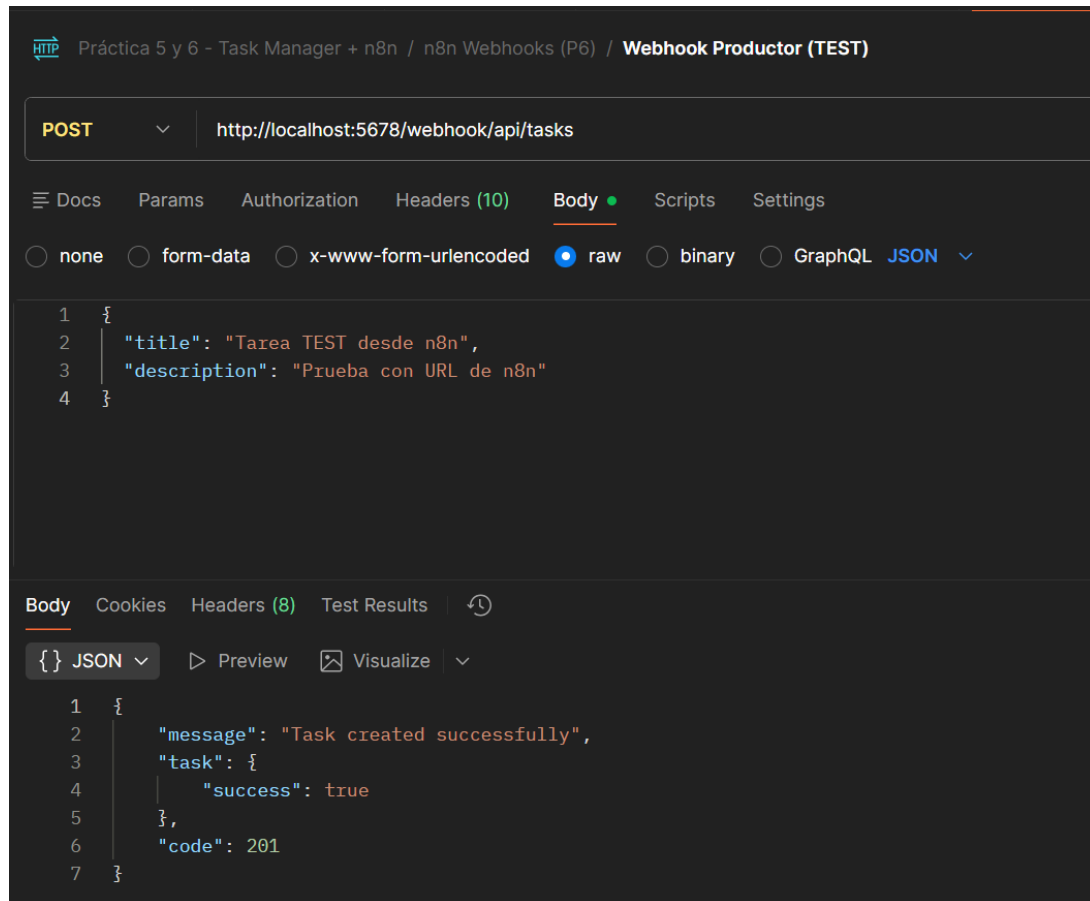 HTTP Práctica 5 y 6 - Task Manager + n8n / n8n Webhooks (P6) / Webhook Productor (TEST)
POST http://localhost:5678/webhook/api/tasks
Docs Params Authorization Headers (10) Body Scripts Settings
none form-data x-www-form-urlencoded raw binary GraphQL JSON
1 {
2 "title": "Tarea TEST desde n8n",
3 "description": "Prueba con URL de n8n"
4 }
Body Cookies Headers (8) Test Results
{} JSON Preview Visualize
1 {
2 "message": "Task created successfully",
3 "task": {
4 "success": true
5 },
6 "code": 201
7 }